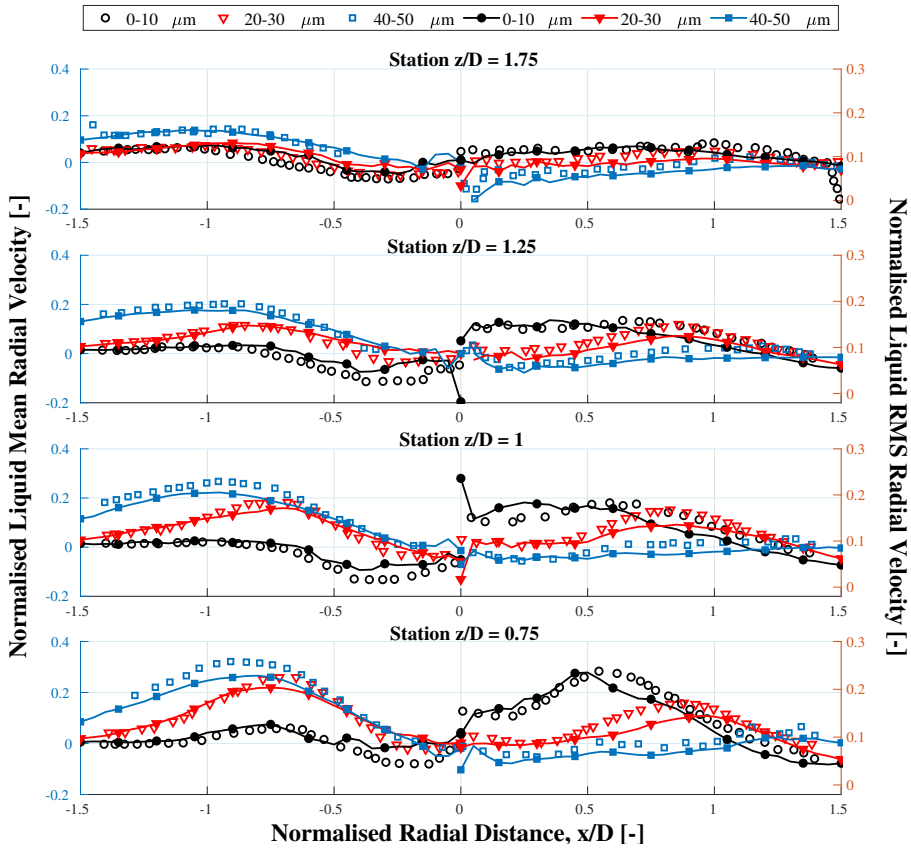 0-10 μm 20-30 μm 40-50 μm 0-10 μm 20-30 μm 40-50 μm
Station z/D = 1.75
0.4 0.3
0.2 0.2
0 0.1
-0.2 0
-1.5 -1 -0.5 0 0.5 1 1.5
Station z/D = 1.25
0.4 0.3
0.2 0.2
0 0.1
-0.2 0
-1.5 -1 -0.5 0 0.5 1 1.5
Station z/D = 1
0.4 0.3
0.2 0.2
0 0.1
-0.2 0
-1.5 -1 -0.5 0 0.5 1 1.5
Station z/D = 0.75
0.4 0.3
0.2 0.2
0 0.1
-0.2 0
-1.5 -1 -0.5 0 0.5 1 1.5
Normalised Radial Distance, x/D [-]
Normalised Liquid Mean Radial Velocity [-]
Normalised Liquid RMS Radial Velocity [-]